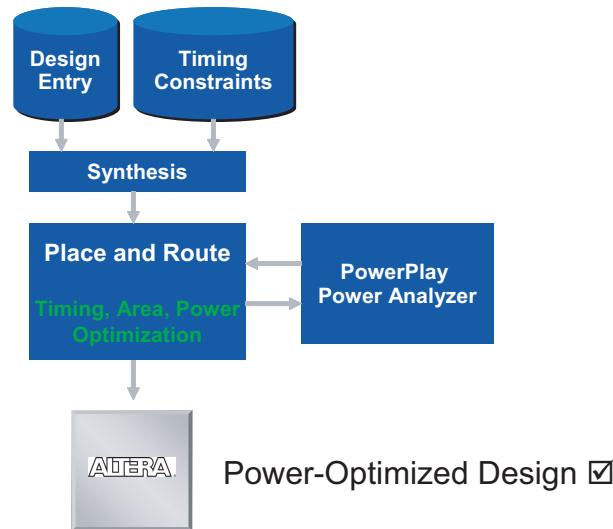 Design
Entry
Timing
Constraints
Synthesis
Place and Route
Timing, Area, Power
Optimization
PowerPlay
Power Analyzer
ALTERA
Power-Optimized Design ☑